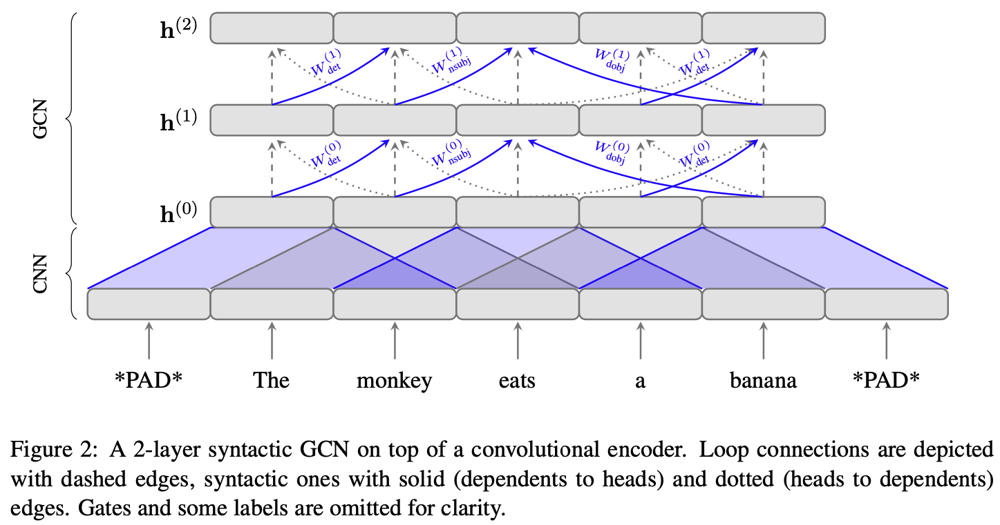 h(2)
W(1)det W(1)nsubj W(1)dobj W(1)det
GCN
h(1)
W(0)det W(0)nsubj W(0)dobj W(0)det
h(0)
CNN
*PAD* The monkey eats a banana *PAD*
Figure 2: A 2-layer syntactic GCN on top of a convolutional encoder. Loop connections are depicted
with dashed edges, syntactic ones with solid (dependents to heads) and dotted (heads to dependents)
edges. Gates and some labels are omitted for clarity.